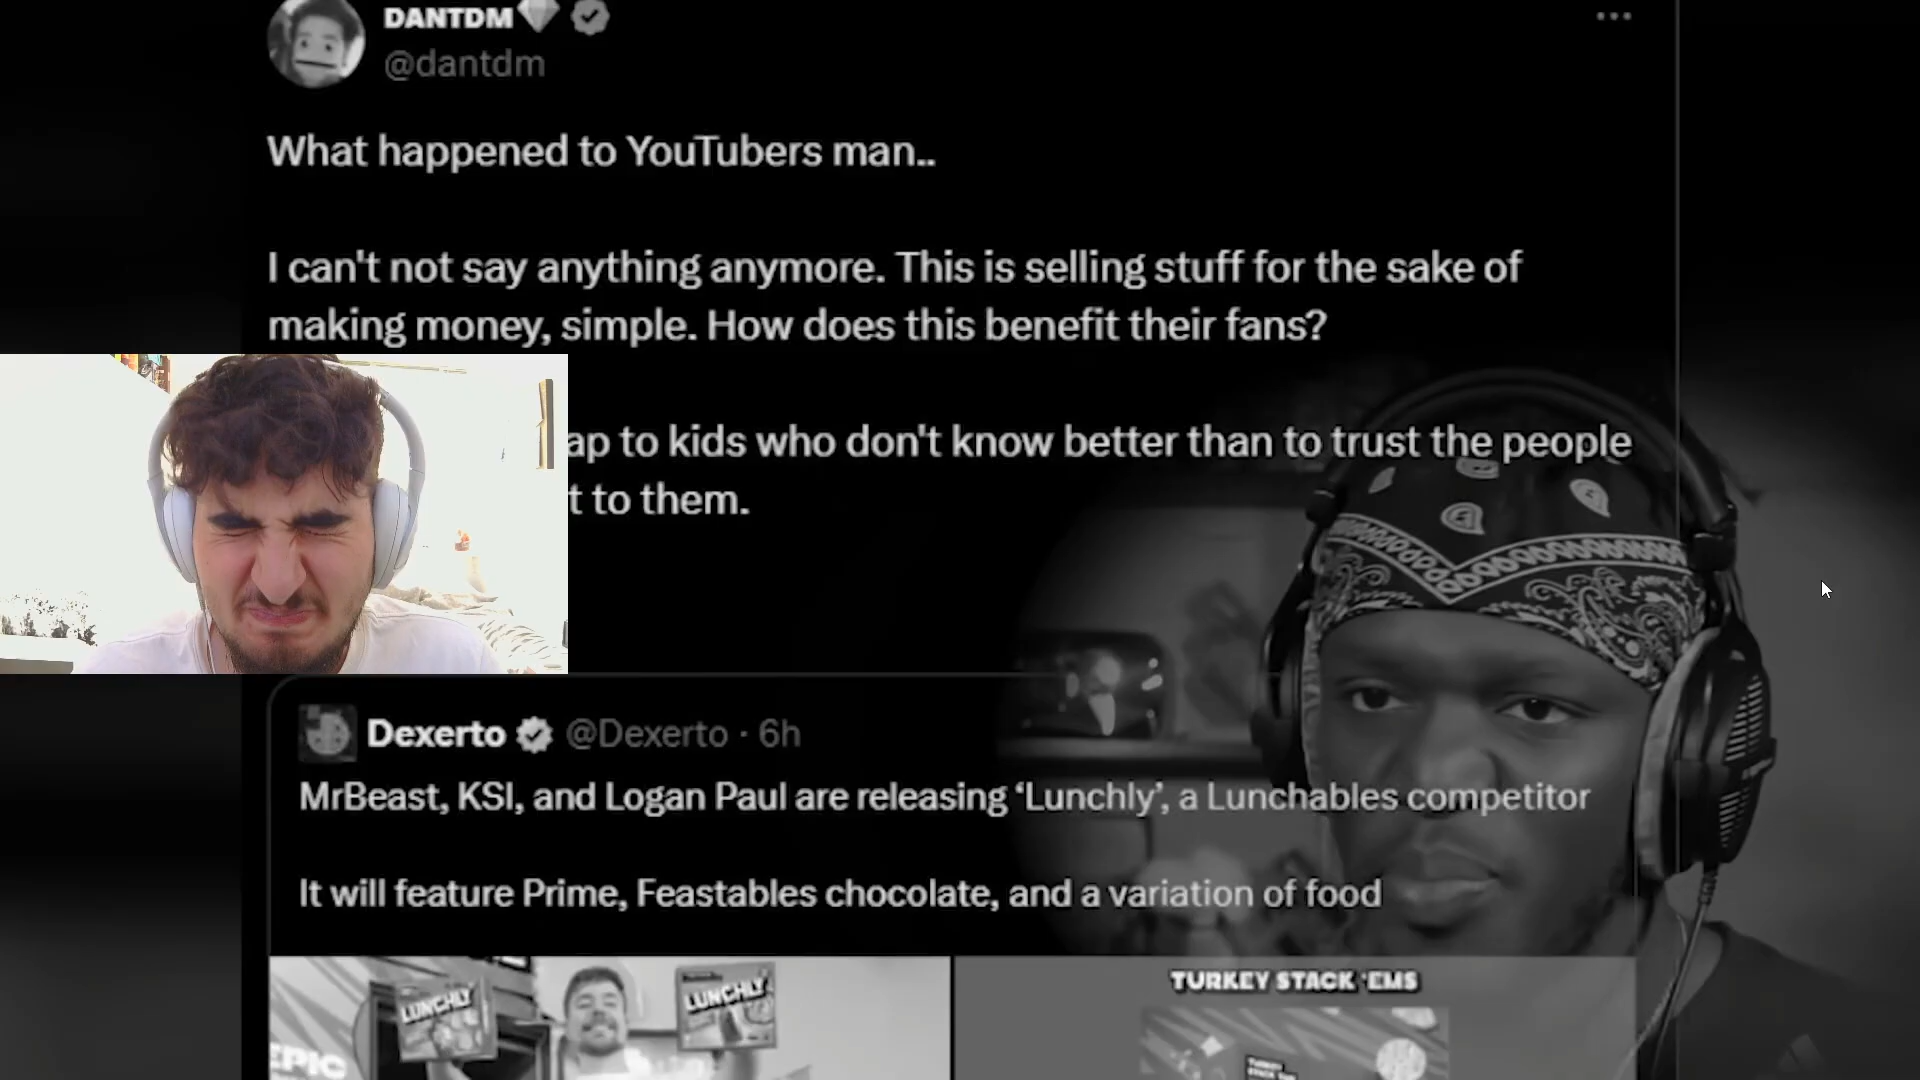 DANTDM
@dantdm
What happened to YouTubers man..
I can't not say anything anymore. This is selling stuff for the sake of
making money, simple. How does this benefit their fans?
ap to kids who don't know better than to trust the people
t to them.
Dexerto @Dexerto · 6h
MrBeast, KSI, and Logan Paul are releasing ‘Lunchly’, a Lunchables competitor
It will feature Prime, Feastables chocolate, and a variation of food
TURKEY STACK 'EMS
LUNCHLY
LUNCHLY
EPIC